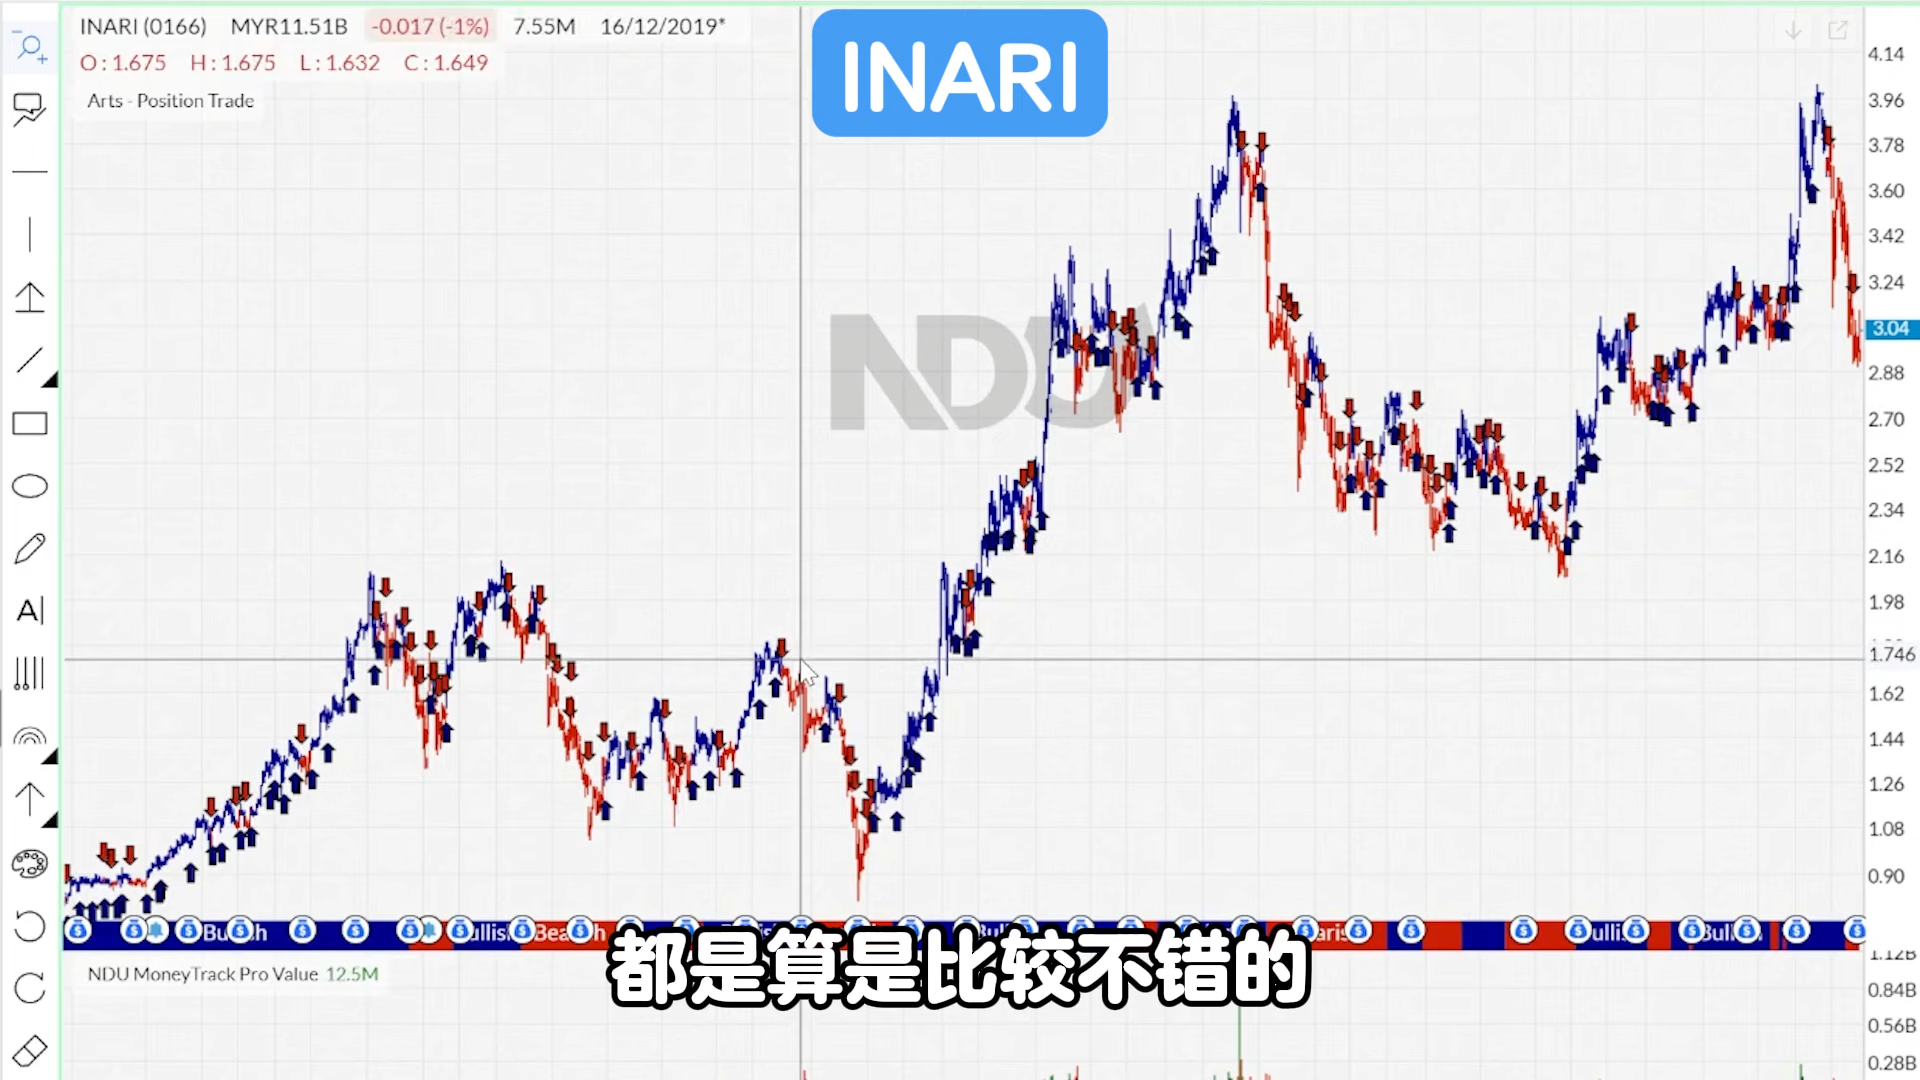 INARI (0166) MYR11.51B -0.017 (-1%) 7.55M 16/12/2019*
O : 1.675 H : 1.675 L : 1.632 C : 1.649
Arts - Position Trade
INARI
NDU
4.14
3.96
3.78
3.60
3.42
3.24
3.04
2.88
2.70
2.52
2.34
2.16
1.98
1.746
1.62
1.44
1.26
1.08
0.90
都是算是比较不错的
NDU MoneyTrack Pro Value 12.5M
0.84B
0.56B
0.28B
A